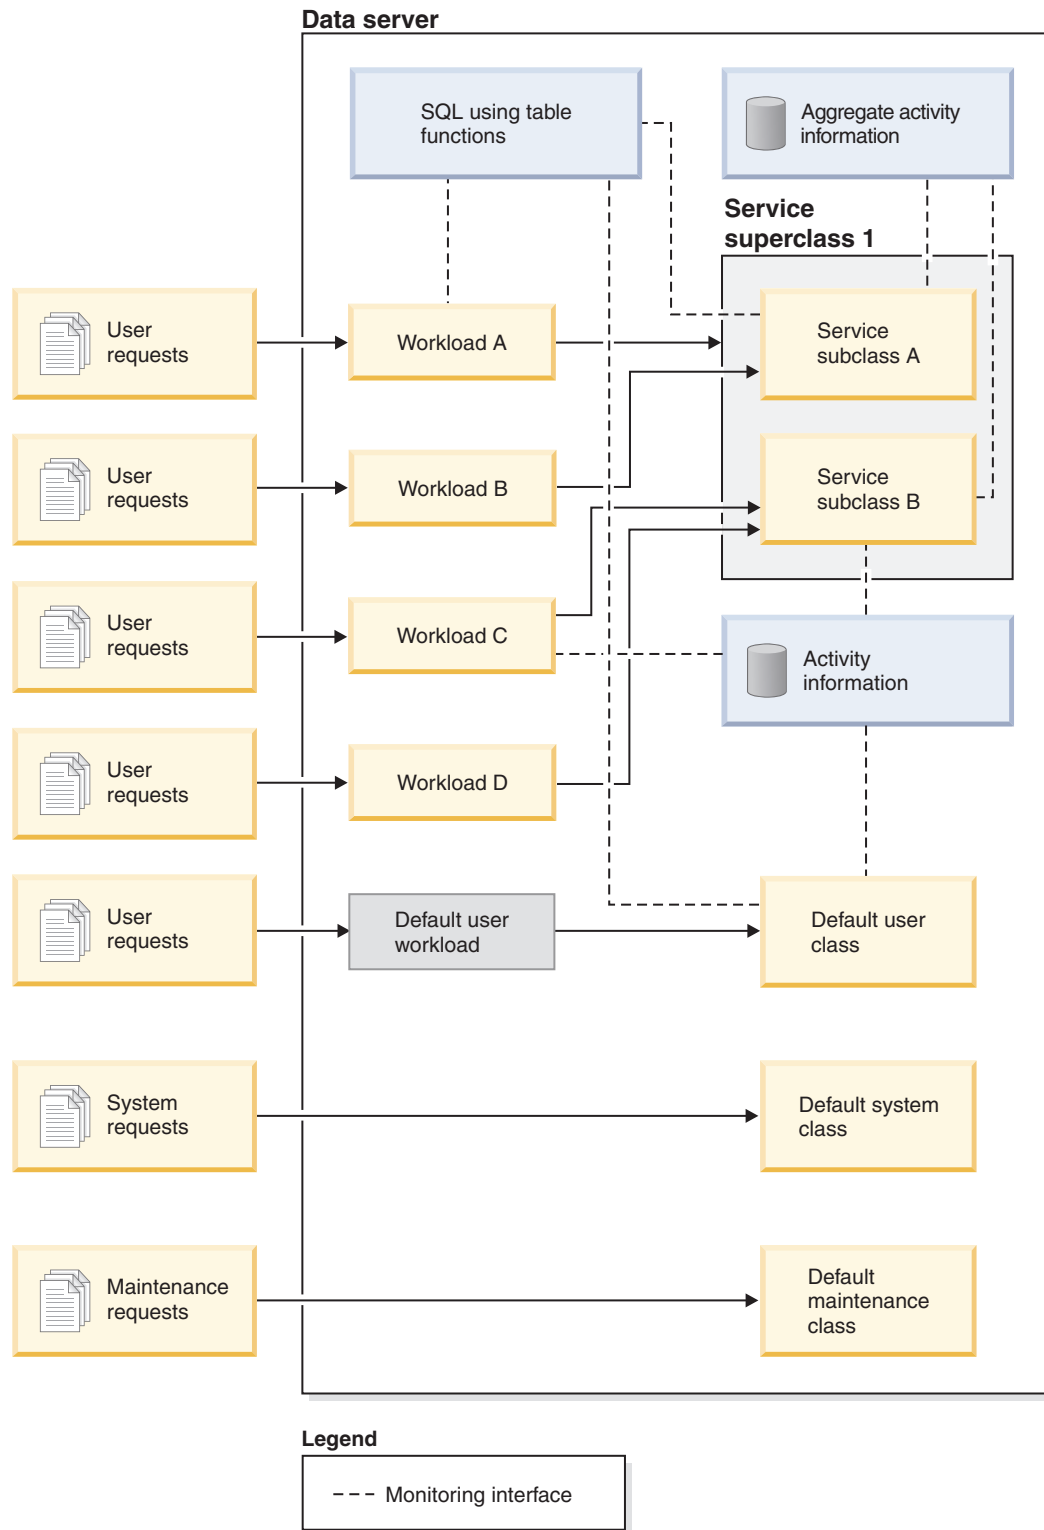 Data server
SQL using table
functions
Aggregate activity
information
Service
superclass 1
User
requests
Workload A
Service
subclass A
User
requests
Workload B
Service
subclass B
User
requests
Workload C
Activity
information
User
requests
Workload D
User
requests
Default user
workload
Default user
class
System
requests
Default system
class
Maintenance
requests
Default
maintenance
class
Legend
Monitoring interface